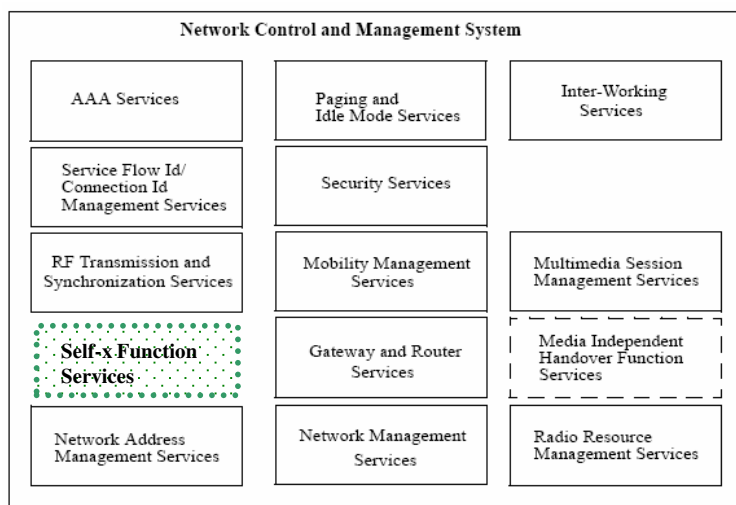 Network Control and Management System
AAA Services
Paging and
Idle Mode Services
Inter-Working
Services
Service Flow Id/
Connection Id
Management Services
Security Services
RF Transmission and
Synchronization Services
Mobility Management
Services
Multimedia Session
Management Services
Self-x Function
Services
Gateway and Router
Services
Media Independent
Handover Function
Services
Network Address
Management Services
Network Management
Services
Radio Resource
Management Services